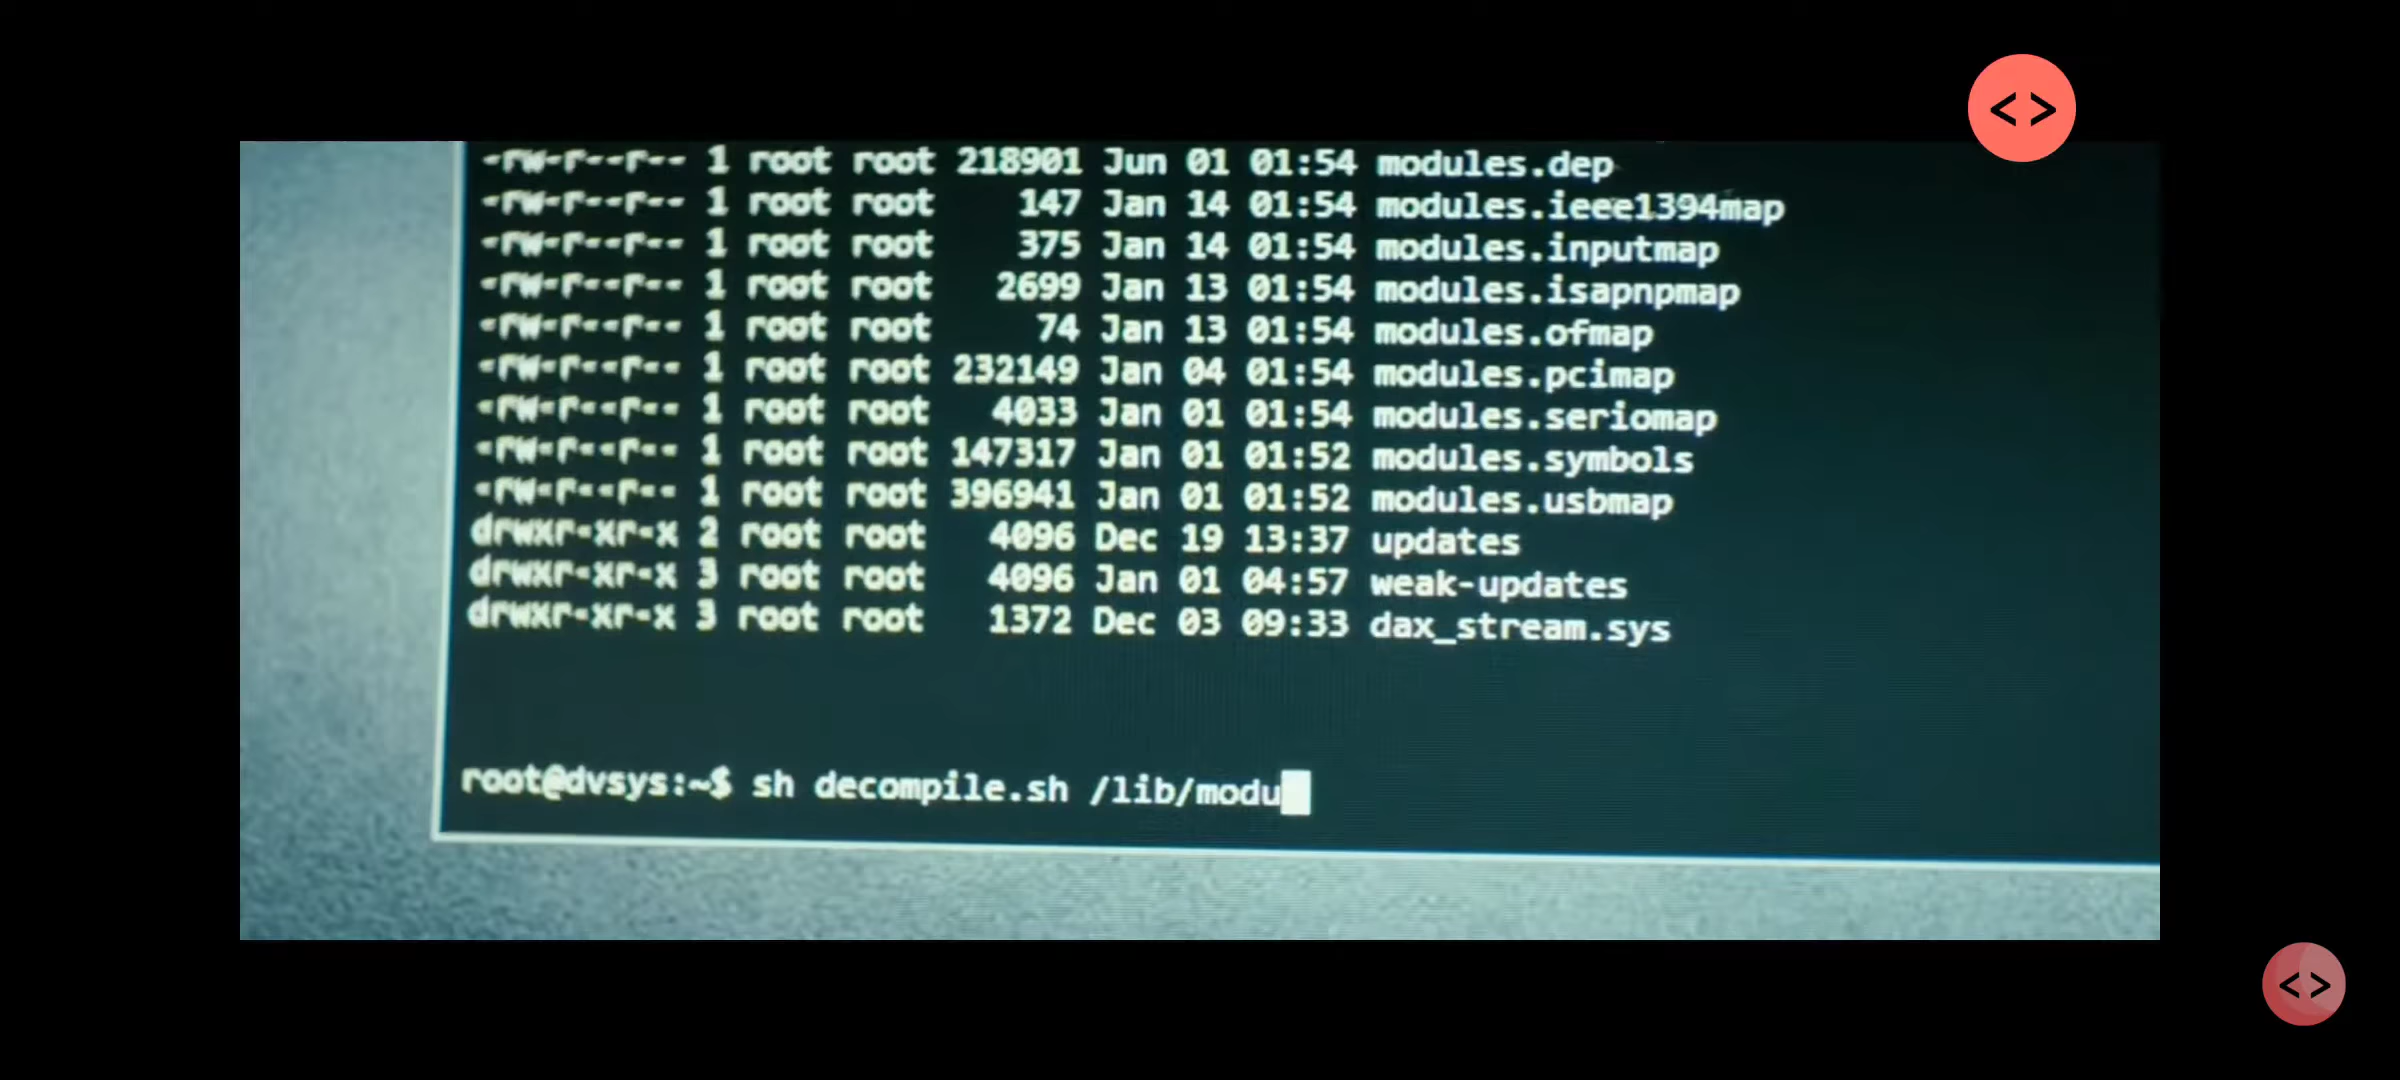 <>
-rw-r--r-- 1 root root 218901 Jun 01 01:54 modules.dep
-rw-r--r-- 1 root root 147 Jan 14 01:54 modules.ieee1394map
-rw-r--r-- 1 root root 375 Jan 14 01:54 modules.inputmap
-rw-r--r-- 1 root root 2699 Jan 13 01:54 modules.isapnpmap
-rw-r--r-- 1 root root 74 Jan 13 01:54 modules.ofmap
-rw-r--r-- 1 root root 232149 Jan 04 01:54 modules.pcimap
-rw-r--r-- 1 root root 4033 Jan 01 01:54 modules.seriomap
-rw-r--r-- 1 root root 147317 Jan 01 01:52 modules.symbols
-rw-r--r-- 1 root root 396941 Jan 01 01:52 modules.usbmap
drwxr-xr-x 2 root root 4096 Dec 19 13:37 updates
drwxr-xr-x 3 root root 4096 Jan 01 04:57 weak-updates
drwxr-xr-x 3 root root 1372 Dec 03 09:33 dax_stream.sys
root@dvsys:~$ sh decompile.sh /lib/modu
<>